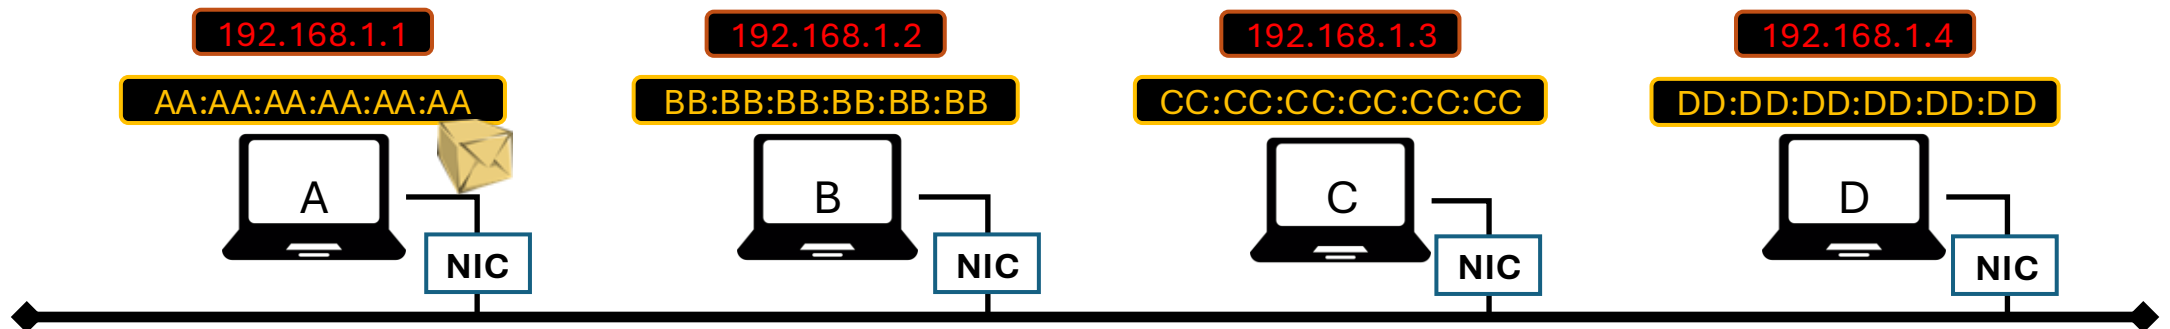 192.168.1.1
192.168.1.2
192.168.1.3
192.168.1.4
AA:AA:AA:AA:AA:AA
BB:BB:BB:BB:BB:BB
CC:CC:CC:CC:CC:CC
DD:DD:DD:DD:DD:DD
A
B
C
D
NIC
NIC
NIC
NIC